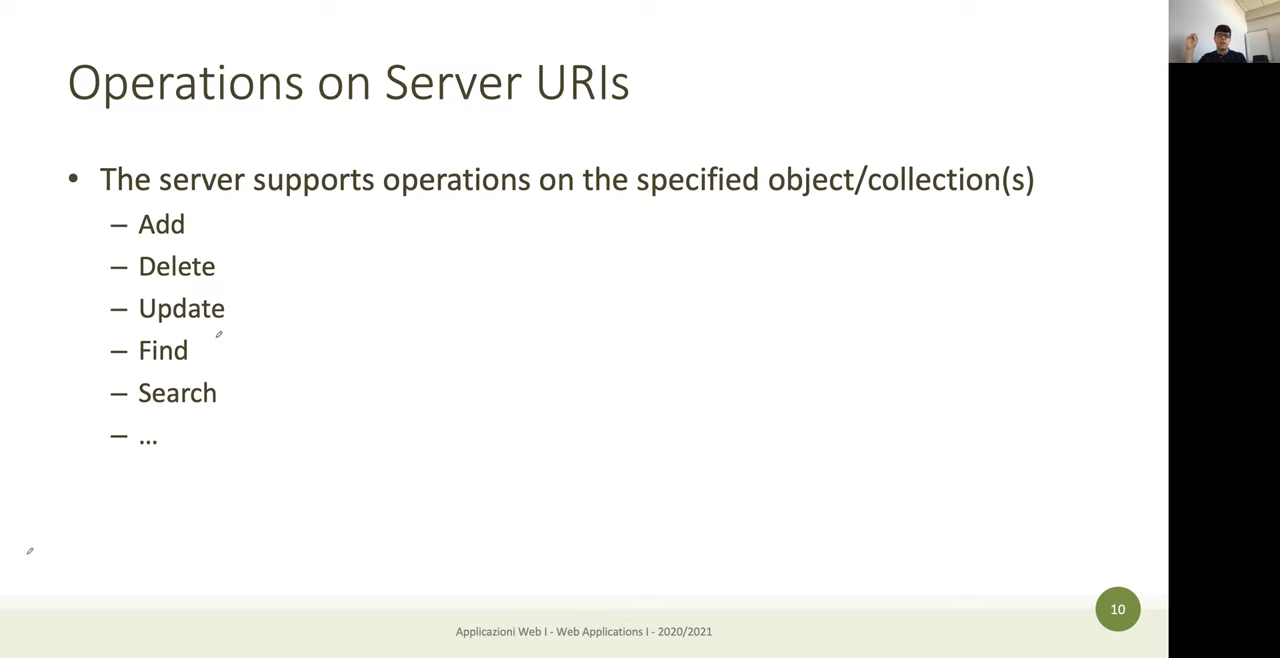 Operations on Server URIs
• The server supports operations on the specified object/collection(s)
– Add
– Delete
– Update
– Find
– Search
– …
10
Applicazioni Web I - Web Applications I - 2020/2021